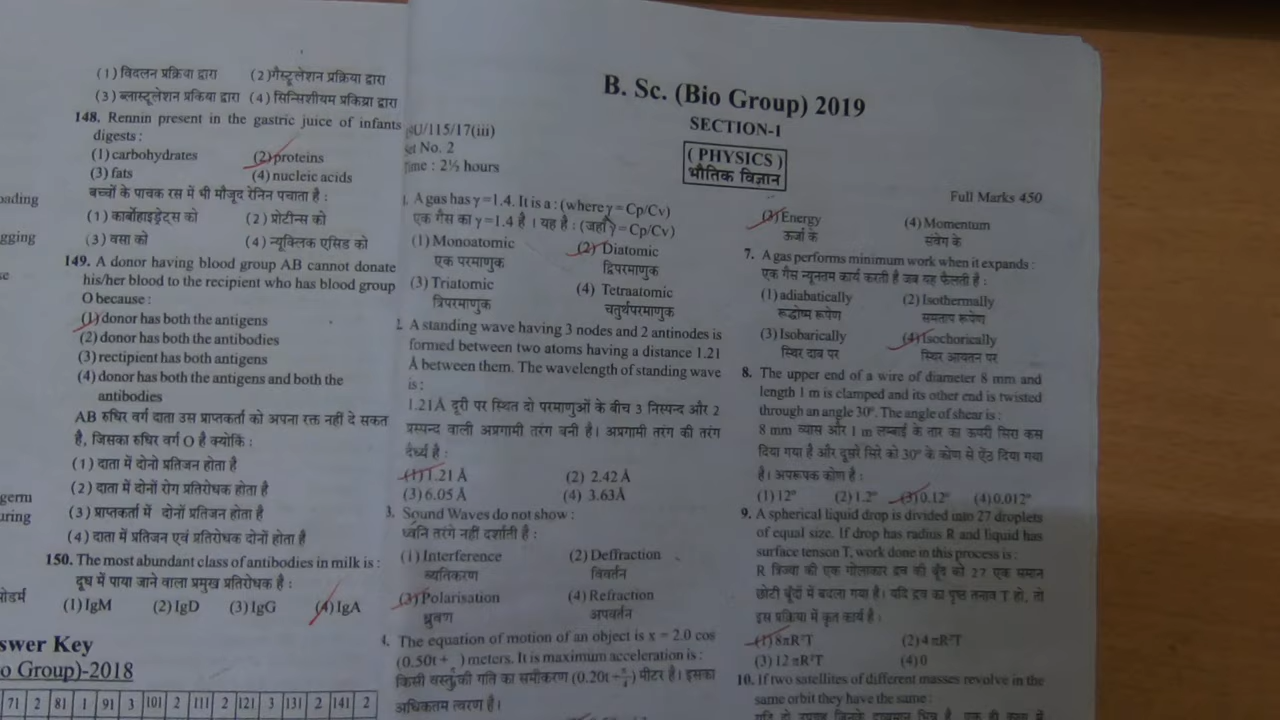 (1) विदलन प्रक्रिया द्वारा (2) गैस्ट्रूलेशन प्रक्रिया द्वारा
(3) ब्लास्टूलेशन प्रकिया द्वारा (4) सिन्सिशीयम प्रकिय्रा द्वारा
148. Rennin present in the gastric juice of infants
digests :
(1) carbohydrates (2) proteins
(3) fats (4) nucleic acids
बच्चों के पाचक रस में भी मौजूद रेनिन पचाता है :
(1) कार्बोहाइड्रेट्स को (2) प्रोटीन्स को
(3) वसा को (4) न्यूक्लिक एसिड को
149. A donor having blood group AB cannot donate
his/her blood to the recipient who has blood group
O because :
(1) donor has both the antigens
(2) donor has both the antibodies
(3) rectipient has both antigens
(4) donor has both the antigens and both the
antibodies
AB रुधिर वर्ग दाता उस प्राप्तकर्ता को अपना रक्त नहीं दे सकत
है, जिसका रुधिर वर्ग O है क्योंकि :
(1) दाता में दोनो प्रतिजन होता है
(2) दाता में दोनों रोग प्रतिरोधक होता है
(3) प्राप्तकर्ता में दोनों प्रतिजन होता है
(4) दाता में प्रतिजन एवं प्रतिरोधक दोनों होता है
150. The most abundant class of antibodies in milk is :
दूध में पाया जाने वाला प्रमुख प्रतिरोधक है :
(1) IgM (2) IgD (3) IgG (4) IgA
swer Key
o Group)-2018
71 2 81 1 91 3 101 2 111 2 121 3 131 2 141 2
gging
germ
uring
B. Sc. (Bio Group) 2019
SECTION-I
(PHYSICS)
भौतिक विज्ञान
U/115/17(iii)
Set No. 2
Time : 2½ hours
Full Marks 450
1. A gas has γ=1.4. It is a : (where γ = Cp/Cv)
एक गैस का γ=1.4 है । यह है : (जहाँ γ = Cp/Cv)
(1) Monoatomic (2) Diatomic
एक परमाणुक द्विपरमाणुक
(3) Triatomic (4) Tetraatomic
त्रिपरमाणुक चतुर्थपरमाणुक
2. A standing wave having 3 nodes and 2 antinodes is
formed between two atoms having a distance 1.21
Å between them. The wavelength of standing wave
is :
1.21Å दूरी पर स्थित दो परमाणुओं के बीच 3 निस्पन्द और 2
प्रस्पन्द वाली अप्रगामी तरंग बनी है। अप्रगामी तरंग की तरंग
दैर्ध्य है :
(1) 1.21 Å (2) 2.42 Å
(3) 6.05 Å (4) 3.63Å
3. Sound Waves do not show :
ध्वनि तरंगे नहीं दर्शाती है :
(1) Interference (2) Deffraction
व्यतिकरण विवर्तन
(3) Polarisation (4) Refraction
ध्रुवण अपवर्तन
4. The equation of motion of an object is x = 2.0 cos
(0.50t + ) meters. It is maximum acceleration is :
किसी वस्तु की गति का समीकरण (0.20t + ) मीटर है। इसका
अधिकतम त्वरण है।
(3) Energy (4) Momentum
ऊर्जा के संवेग के
7. A gas performs minimum work when it expands :
एक गैस न्यूनतम कार्य करती है जब यह फैलती है :
(1) adiabatically (2) Isothermally
रूद्धोष्म रूपेण समताप रूपेण
(3) Isobarically (4) Isochorically
स्थिर दाब पर स्थिर आयतन पर
8. The upper end of a wire of diameter 8 mm and
length 1 m is clamped and its other end is twisted
through an angle 30°. The angle of shear is :
8 mm व्यास और 1 m लम्बाई के तार का ऊपरी सिरा कस
दिया गया है और दूसरे सिरे को 30° के कोण से ऐंठ दिया गया
है। अपरूपक कोण है :
(1) 12° (2) 1.2° (3) 0.12° (4) 0.012°
9. A spherical liquid drop is divided into 27 droplets
of equal size. If drop has radius R and liquid has
surface tenson T, work done in this process is :
R त्रिज्या की एक गोलाकार द्रव की बूँद को 27 एक समान
छोटी बूँदों में बदला गया है। यदि द्रव का पृष्ठ तनाव T हो, तो
इस प्रक्रिया में कृत कार्य है :
(1) 8πR²T (2) 4πR²T
(3) 12πR²T (4) 0
10. If two satellites of different masses revolve in the
same orbit they have the same :